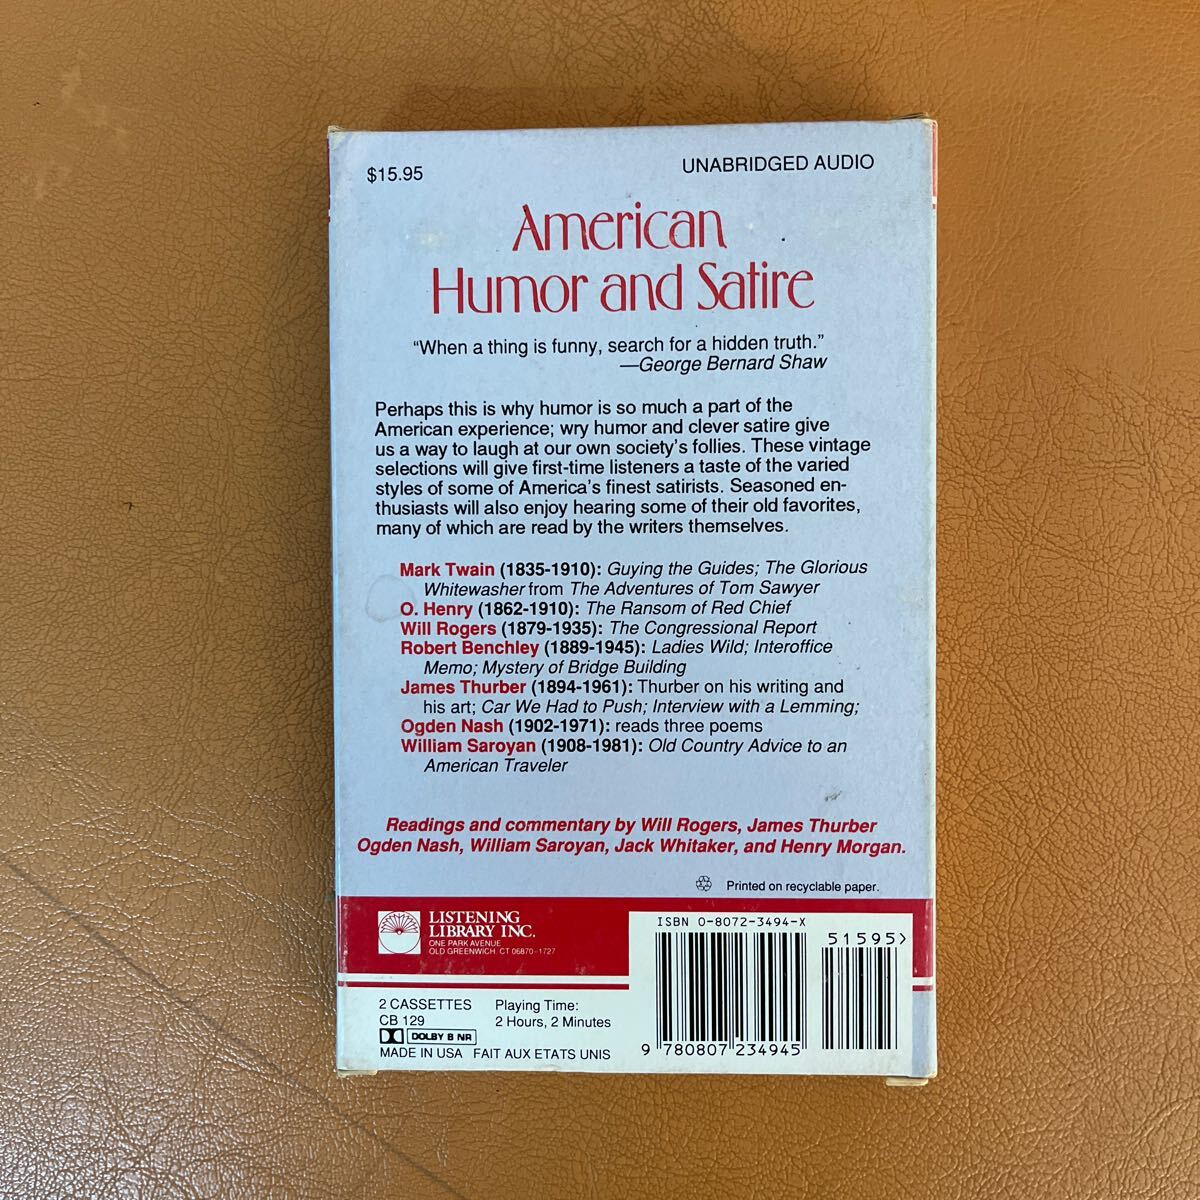 $15.95
UNABRIDGED AUDIO
American
Humor and Satire
“When a thing is funny, search for a hidden truth.”
—George Bernard Shaw
Perhaps this is why humor is so much a part of the
American experience; wry humor and clever satire give
us a way to laugh at our own society’s follies. These vintage
selections will give first-time listeners a taste of the varied
styles of some of America’s finest satirists. Seasoned en-
thusiasts will also enjoy hearing some of their old favorites,
many of which are read by the writers themselves.
Mark Twain (1835-1910): Guying the Guides; The Glorious
Whitewasher from The Adventures of Tom Sawyer
O. Henry (1862-1910): The Ransom of Red Chief
Will Rogers (1879-1935): The Congressional Report
Robert Benchley (1889-1945): Ladies Wild; Interoffice
Memo; Mystery of Bridge Building
James Thurber (1894-1961): Thurber on his writing and
his art; Car We Had to Push; Interview with a Lemming;
Ogden Nash (1902-1971): reads three poems
William Saroyan (1908-1981): Old Country Advice to an
American Traveler
Readings and commentary by Will Rogers, James Thurber
Ogden Nash, William Saroyan, Jack Whitaker, and Henry Morgan.
Printed on recyclable paper.
LISTENING
LIBRARY INC.
ONE PARK AVENUE
OLD GREENWICH. CT 06870-1727
2 CASSETTES
CB 129
DOLBY B NR
MADE IN USA FAIT AUX ETATS UNIS
Playing Time:
2 Hours, 2 Minutes
ISBN 0-8072-3494-X
51595>
9 780807 234945